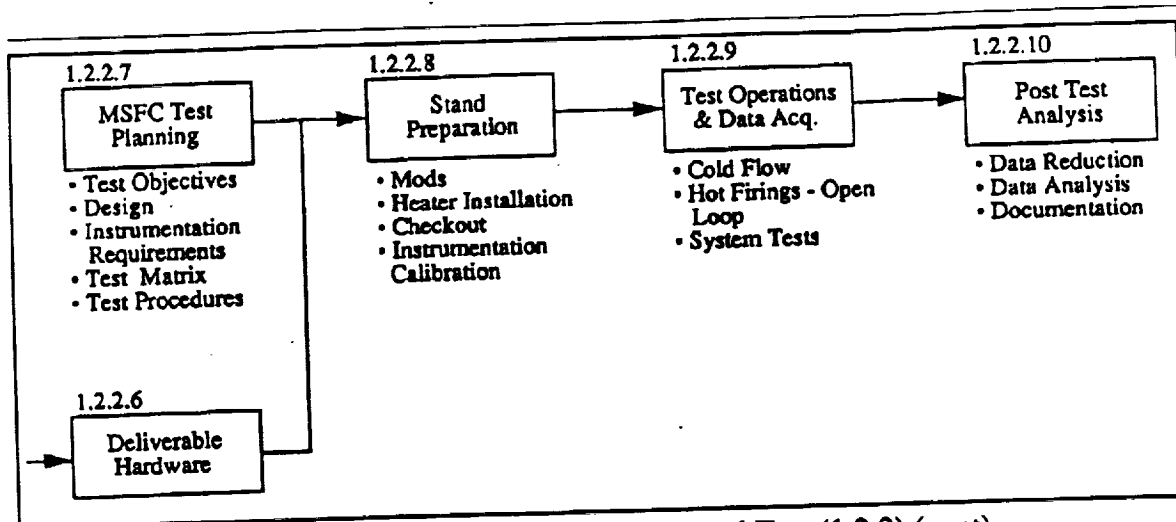 1.2.2.7
MSFC Test
Planning
• Test Objectives
• Design
• Instrumentation
Requirements
• Test Matrix
• Test Procedures
1.2.2.8
Stand
Preparation
• Mods
• Heater Installation
• Checkout
• Instrumentation
Calibration
1.2.2.9
Test Operations
& Data Acq.
• Cold Flow
• Hot Firings - Open
Loop
• System Tests
1.2.2.10
Post Test
Analysis
• Data Reduction
• Data Analysis
• Documentation
1.2.2.6
Deliverable
Hardware
(1.2.2)